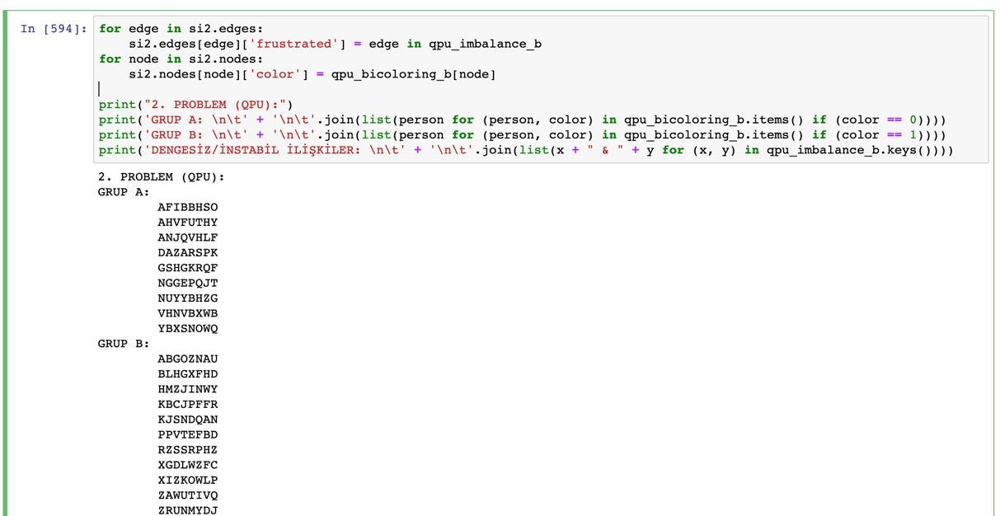 In [594]: for edge in si2.edges:
    si2.edges[edge]['frustrated'] = edge in qpu_imbalance_b
for node in si2.nodes:
    si2.nodes[node]['color'] = qpu_bicoloring_b[node]
print("2. PROBLEM (QPU):")
print('GRUP A: \n\t' + '\n\t'.join(list(person for (person, color) in qpu_bicoloring_b.items() if (color == 0))))
print('GRUP B: \n\t' + '\n\t'.join(list(person for (person, color) in qpu_bicoloring_b.items() if (color == 1))))
print('DENGESİZ/İNSTABİL İLİŞKİLER: \n\t' + '\n\t'.join(list(x + " & " + y for (x, y) in qpu_imbalance_b.keys())))
2. PROBLEM (QPU):
GRUP A:
AFIBBHSO
AHVFUTHY
ANJQVHLF
DAZARSPK
GSHGKRQF
NGGEPQJT
NUYYBHZG
VHNVBXWB
YBXSNOWQ
GRUP B:
ABGOZNAU
BLHGXFHD
HMZJINWY
KBCJPFFR
KJSNDQAN
PPVTEFBD
RZSSRPHZ
XGDLWZFC
XIZKOWLP
ZAWUTIVQ
ZRUNMYDJ